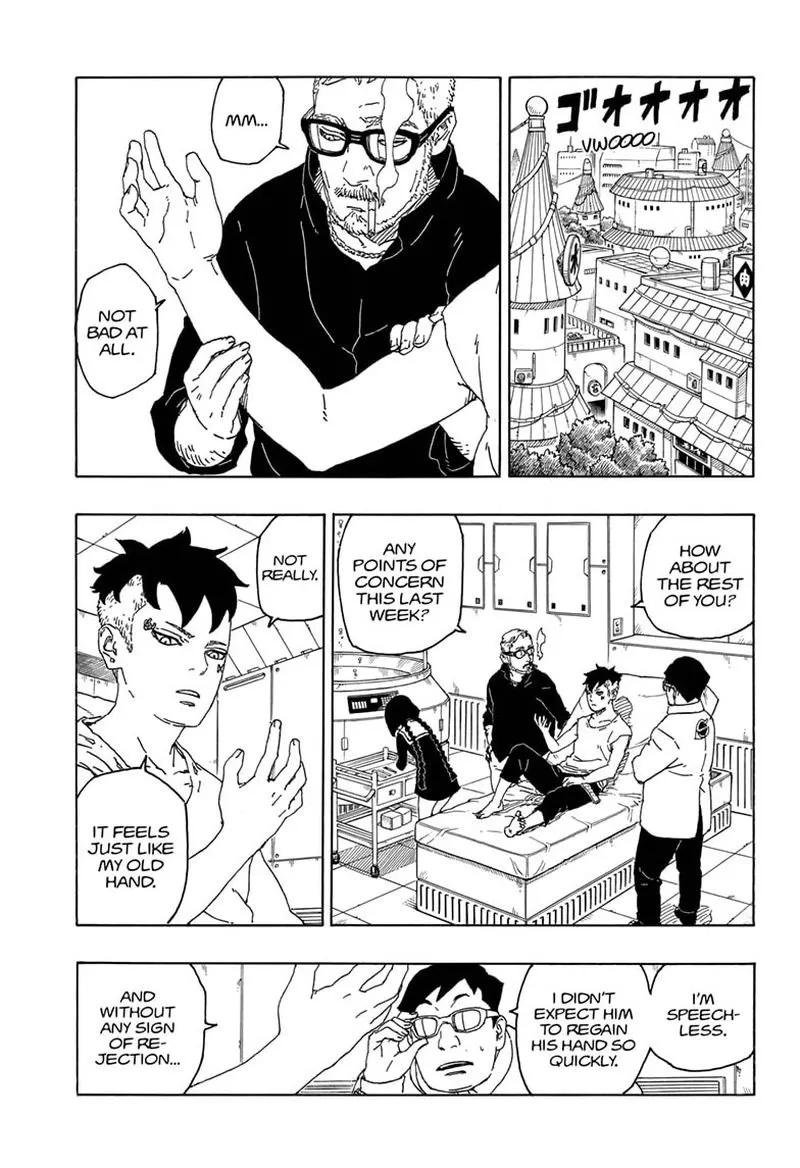 ゴオオオオ
VWOOOO
MM...
NOT
BAD AT
ALL.
HOW
ABOUT
THE REST
OF YOU?
ANY
POINTS OF
CONCERN
THIS LAST
WEEK?
NOT
REALLY.
IT FEELS
JUST LIKE
MY OLD
HAND.
I'M
SPEECH-
LESS.
I DIDN'T
EXPECT HIM
TO REGAIN
HIS HAND SO
QUICKLY.
AND
WITHOUT
ANY SIGN
OF RE-
JECTION...